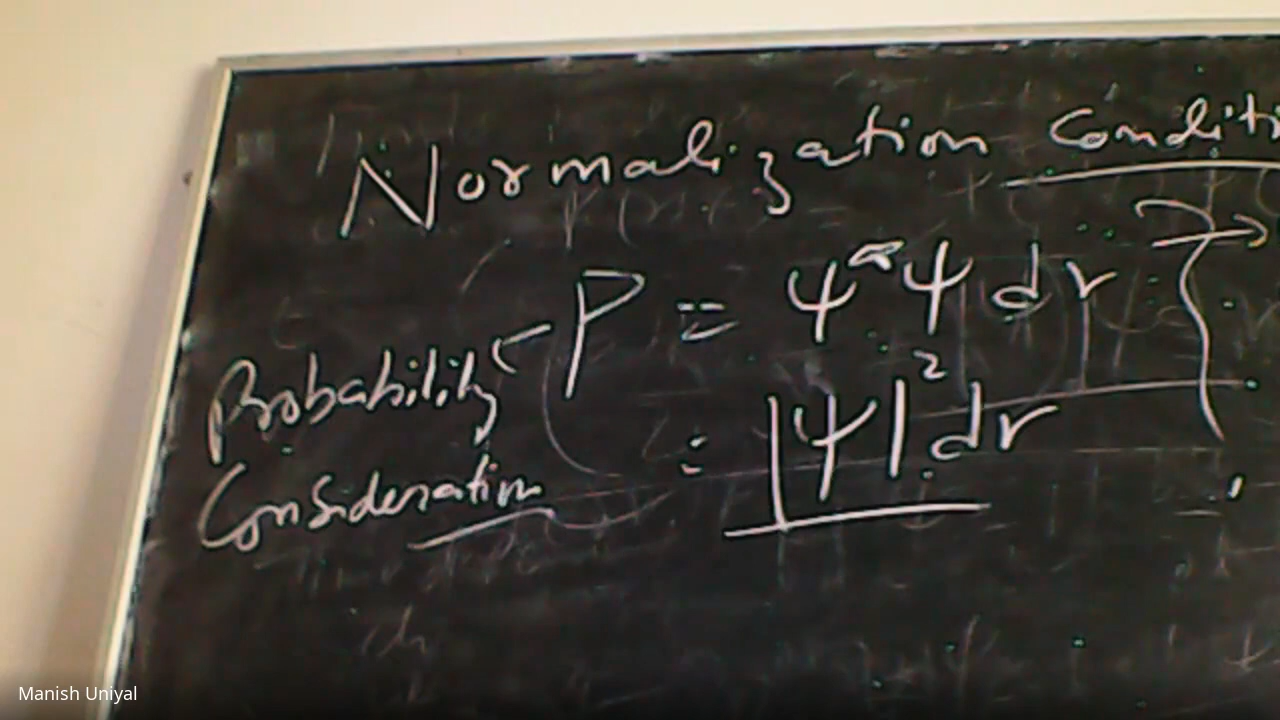 Normalization Conditi
P = ψ*ψ dr
Probability
= |ψ|² dr
Consideration
Manish Uniyal